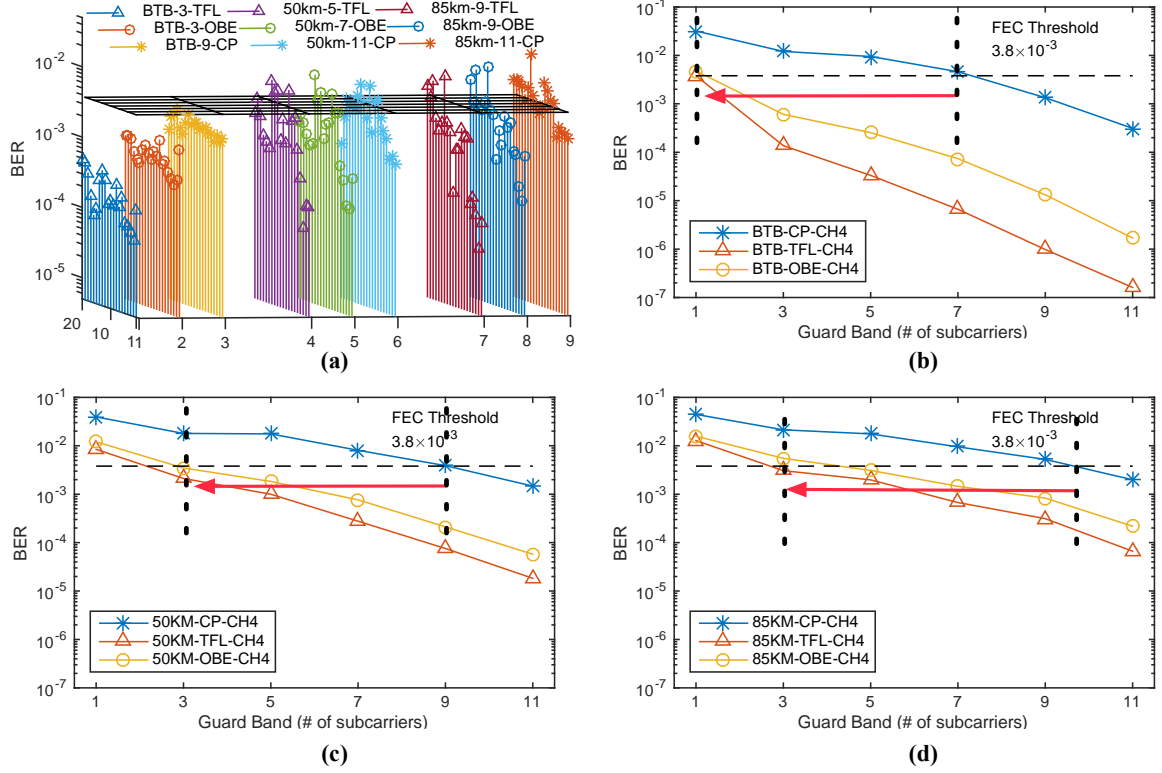 BTB-3-TFL 50km-5-TFL 85km-9-TFL
BTB-3-OBE 50km-7-OBE 85km-9-OBE
BTB-9-CP 50km-11-CP 85km-11-CP
BER
10-2
10-3
10-4
10-5
20
10
1 1 2 3 4 5 6 7 8 9
(a)
BER
10-1
10-2
10-3
10-4
10-5
10-6
10-7
FEC Threshold
3.8×10-3
BTB-CP-CH4
BTB-TFL-CH4
BTB-OBE-CH4
1 3 5 7 9 11
Guard Band (# of subcarriers)
(b)
BER
10-1
10-2
10-3
10-4
10-5
10-6
10-7
FEC Threshold
3.8×10-3
50KM-CP-CH4
50KM-TFL-CH4
50KM-OBE-CH4
1 3 5 7 9 11
Guard Band (# of subcarriers)
(c)
BER
10-1
10-2
10-3
10-4
10-5
10-6
10-7
FEC Threshold
3.8×10-3
85KM-CP-CH4
85KM-TFL-CH4
85KM-OBE-CH4
1 3 5 7 9 11
Guard Band (# of subcarriers)
(d)